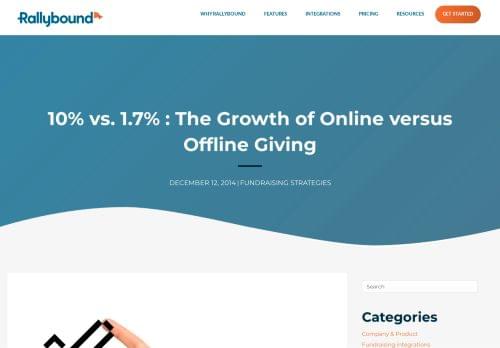 Rallybound
WHY RALLYBOUND
FEATURES
INTEGRATIONS
PRICING
RESOURCES
GET STARTED
10% vs. 1.7% : The Growth of Online versus
Offline Giving
DECEMBER 12, 2014 | FUNDRAISING STRATEGIES
Search
Categories
Company & Product
Fundraising integrations